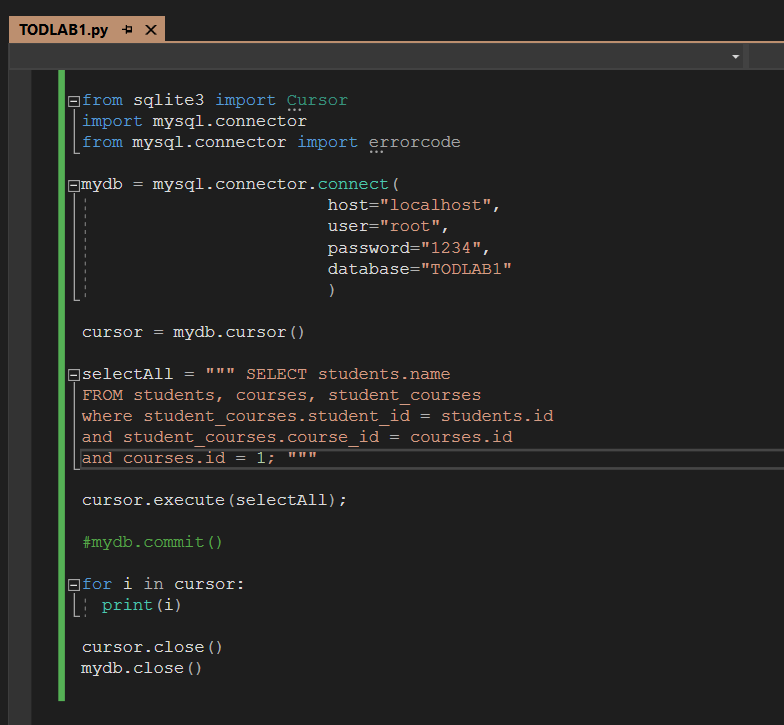 TODLAB1.py
from sqlite3 import Cursor
import mysql.connector
from mysql.connector import errorcode
mydb = mysql.connector.connect(
host="localhost",
user="root",
password="1234",
database="TODLAB1"
)
cursor = mydb.cursor()
selectAll = """ SELECT students.name
FROM students, courses, student_courses
where student_courses.student_id = students.id
and student_courses.course_id = courses.id
and courses.id = 1; """
cursor.execute(selectAll);
#mydb.commit()
for i in cursor:
print(i)
cursor.close()
mydb.close()